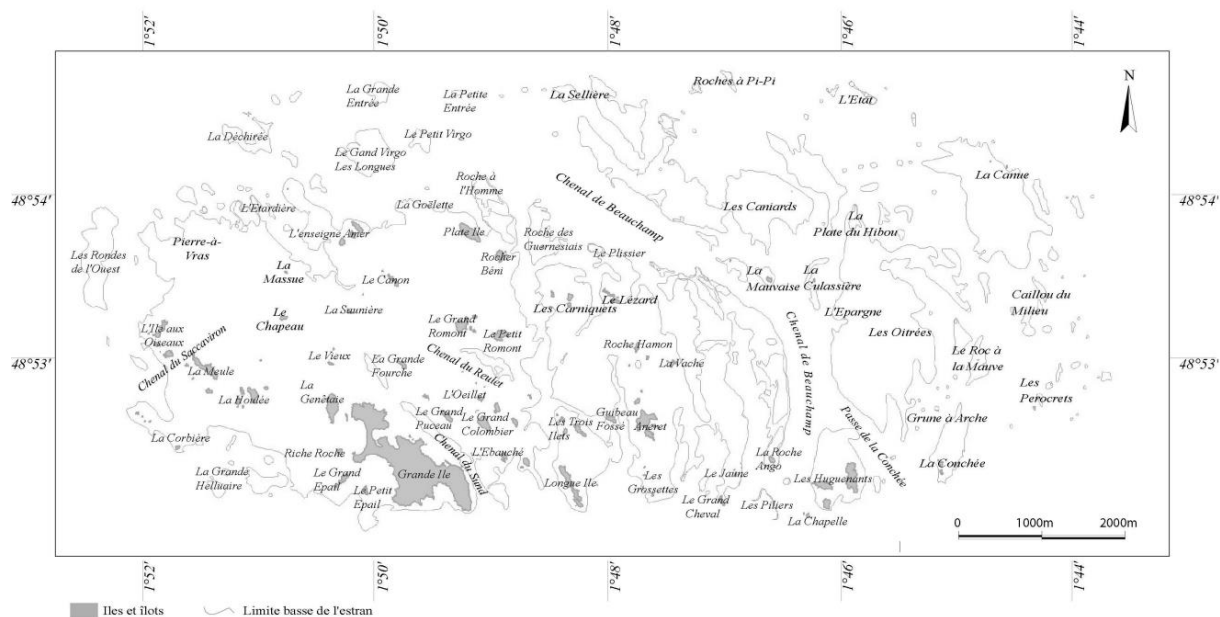 1°52'
1°50'
1°48'
1°46'
1°44'
N
La Grande
Entrée
La Petite
Entrée
La Sellière
Roches à Pi-Pi
L'Etat
La Déchirée
Le Petit Virgo
Le Gand Virgo
Les Longues
Roche à
l'Homme
Chenal de Beauchamp
La Canue
48°54'
48°54'
L'Etardière
La Goëlette
Les Caniards
La
Plate du Hibou
L'enseigne Amer
Plate Ile
Roche des
Guernesiais
Pierre-à-
Vras
Les Rondes
de l'Ouest
Rocher
Béni
Le Plissier
La
Massue
Le Canon
La
Mauvaise
La
Culassière
Le Lézard
Les Carniquets
Caillou du
Milieu
La Saunière
Le
Chapeau
Le Grand
Romont
L'Epargne
Les Oitrées
L'Ile aux
Oiseaux
Le Petit
Romont
Chenal de Beauchamp
Chenal du Saccaviron
Roche Hamon
Le Roc à
la Mauve
48°53'
48°53'
Le Vieux
Ea Grande
Fourche
Chenal du Reulet
La Vache
La Meule
La Houlée
La
Genêtaie
L'Oeillet
Les
Perocrets
Le Grand
Puceau
Le Grand
Colombier
Les Trois
Ilets
Guibeau
Fossé
Aneret
Passe de la Conchée
Grune à Arche
La Corbière
Chenal du Sund
Riche Roche
L'Ebauché
La Roche
Ango
La Conchée
La Grande
Helluaire
Le Grand
Epail
Grande Ile
Longue Ile
Les
Grossettes
Le Jaune
Les Huguenants
Le Petit
Epail
Le Grand
Cheval
Les Piliers
La Chapelle
0 1000m 2000m
1°52'
1°50'
1°48'
1°46'
1°44'
Iles et îlots
Limite basse de l'estran